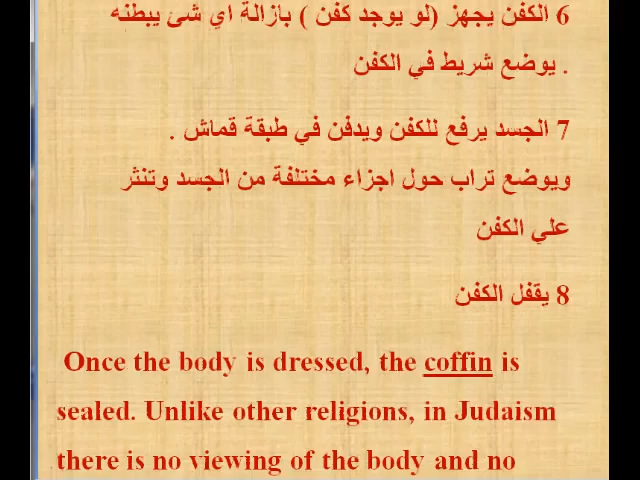 6 الكفن يجهز (لو يوجد كفن ) بازالة اي شئ يبطنه
. يوضع شريط في الكفن
7 الجسد يرفع للكفن ويدفن في طبقة قماش .
ويوضع تراب حول اجزاء مختلفة من الجسد وتنثر
علي الكفن
8 يقفل الكفن
Once the body is dressed, the coffin is
sealed. Unlike other religions, in Judaism
there is no viewing of the body and no